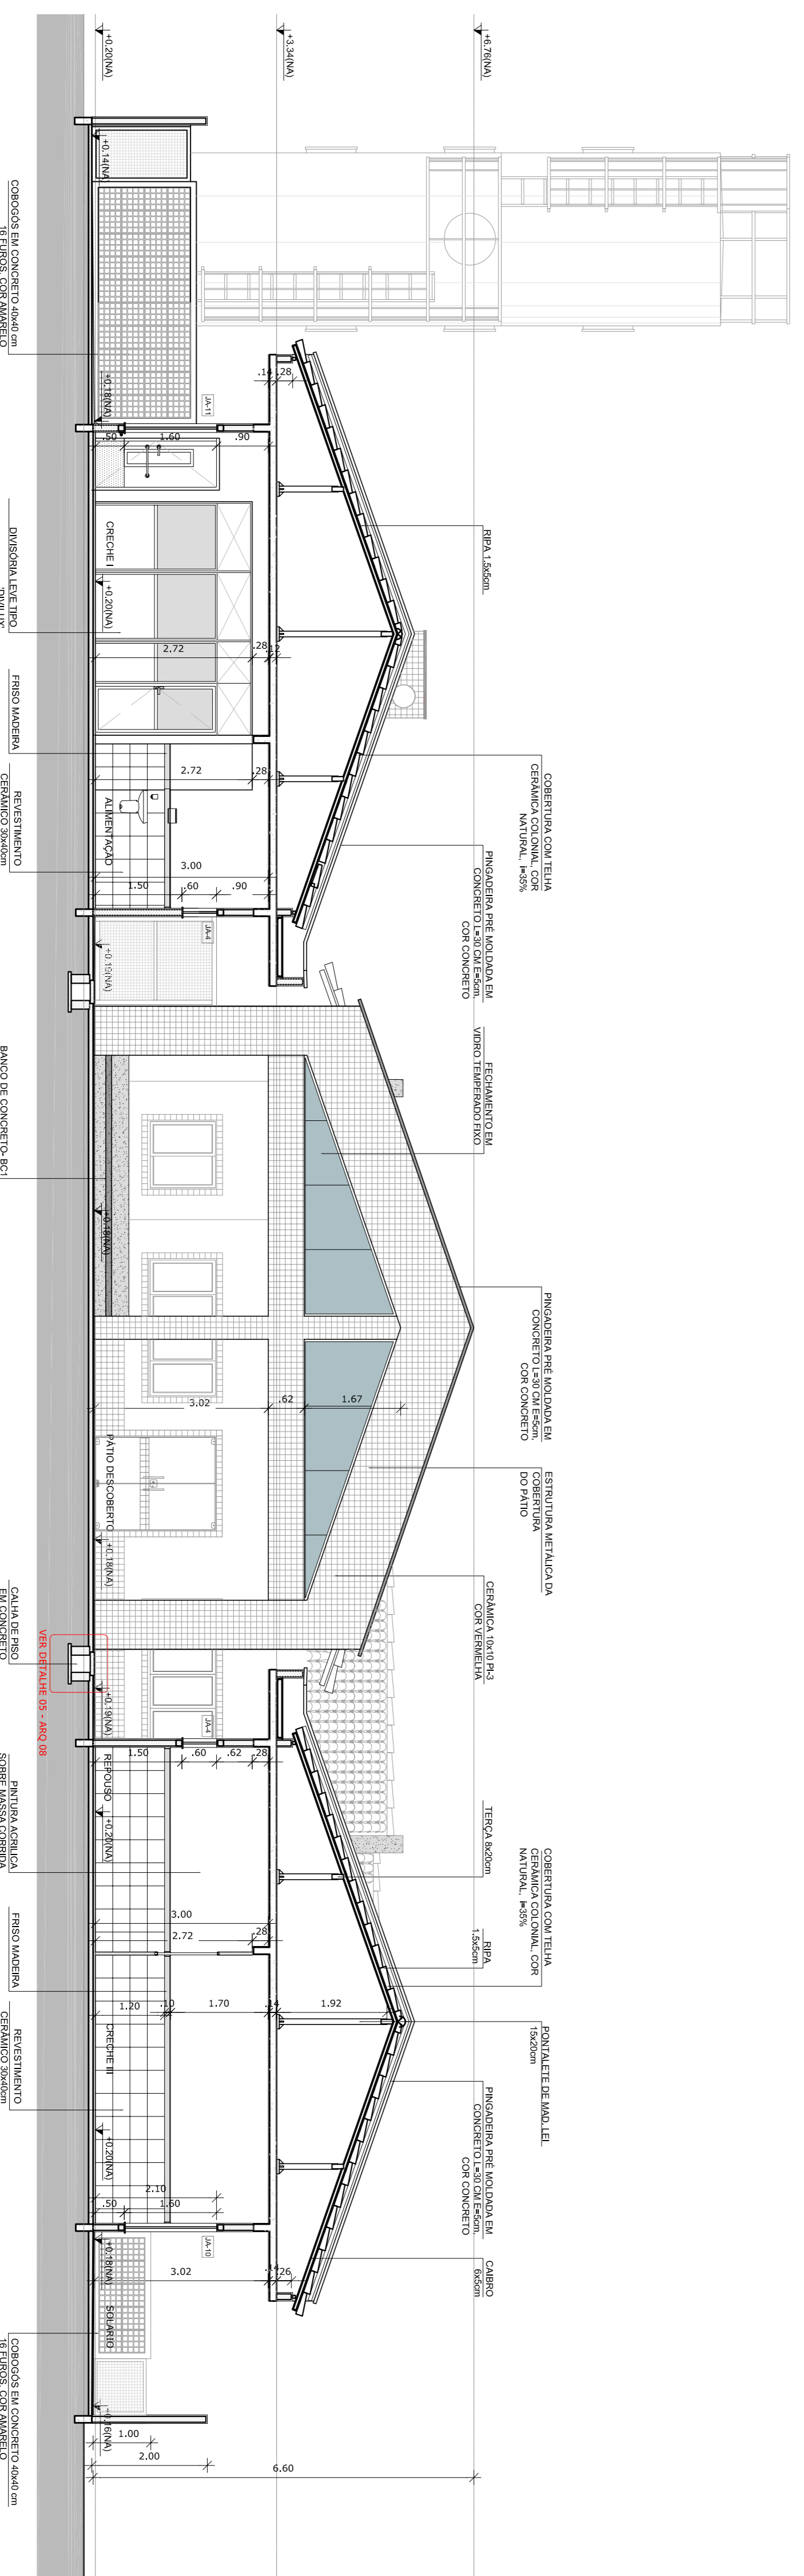 +6.76(NA)
+3.34(NA)
+0.20(NA)
RIPA 1.5x5cm
COBERTURA COM TELHA
CERÂMICA COLONIAL, COR
NATURAL, i=35%
PINGADEIRA PRÉ MOLDADA EM
CONCRETO L=30 CM E=5cm,
COR CONCRETO
FECHAMENTO EM
VIDRO TEMPERADO FIXO
PINGADEIRA PRÉ MOLDADA EM
CONCRETO L=30 CM E=5cm,
COR CONCRETO
ESTRUTURA METÁLICA DA
COBERTURA
DO PÁTIO
CERÂMICA 10x10 PI-3
COR VERMELHA
TERÇA 8x20cm
COBERTURA COM TELHA
CERÂMICA COLONIAL, COR
NATURAL, i=35%
RIPA
1.5x5cm
PONTALETE DE MAD. LEI
15x20cm
PINGADEIRA PRÉ MOLDADA EM
CONCRETO L=30 CM E=5cm,
COR CONCRETO
CAIBRO
6x5cm
+0.14(NA)
+0.18(NA)
JA-11
.14
.28
.50
1.60
.90
CRECHE I
+0.20(NA)
2.72
.28
.12
2.72
.28
ALIMENTAÇÃO
3.00
1.50
.60
.90
JA-4
+0.19(NA)
+0.18(NA)
3.02
.62
1.67
PÁTIO DESCOBERTO
+0.18(NA)
+0.19(NA)
JA-4
1.50
.60
.62
.28
REPOUSO
+0.20(NA)
3.00
2.72
.28
1.20
.10
1.70
.14
1.92
CRECHE III
+0.20(NA)
2.10
.50
1.60
JA-10
+0.18(NA)
3.02
.14
.26
SOLÁRIO
+0.16(NA)
1.00
2.00
6.60
COBOGÓS EM CONCRETO 40x40 cm
16 FUROS, COR AMARELO
DIVISÓRIA LEVE TIPO
"DIVILUX"
FRISO MADEIRA
REVESTIMENTO
CERÂMICO 30x40cm
BANCO DE CONCRETO- BC1
CALHA DE PISO
EM CONCRETO
VER DETALHE 05 - ARQ 08
PINTURA ACRILICA
SOBRE MASSA CORRIDA
FRISO MADEIRA
REVESTIMENTO
CERÂMICO 30x40cm
COBOGÓS EM CONCRETO 40x40 cm
16 FUROS, COR AMARELO